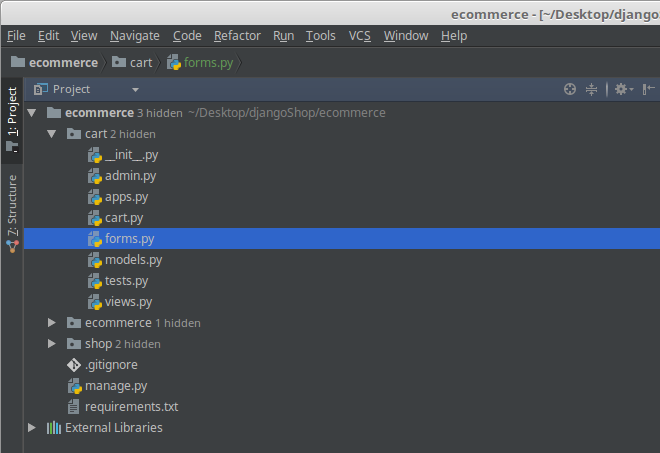 ecommerce - [~/Desktop/django
File Edit View Navigate Code Refactor Run Tools VCS Window Help
ecommerce cart forms.py
1: Project
7: Structure
Project
ecommerce 3 hidden ~/Desktop/djangoShop/ecommerce
cart 2 hidden
__init__.py
admin.py
apps.py
cart.py
forms.py
models.py
tests.py
views.py
ecommerce 1 hidden
shop 2 hidden
.gitignore
manage.py
requirements.txt
External Libraries